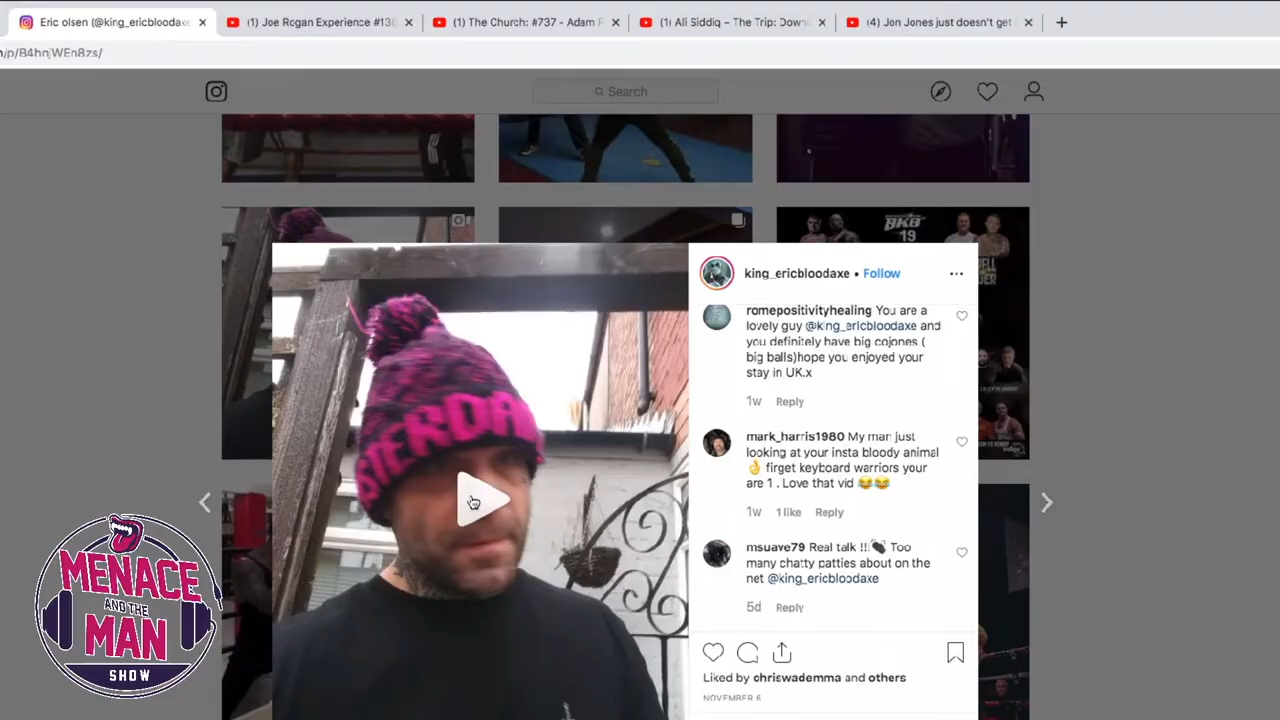 Eric olsen (@king_ericbloodaxe
(1) Joe Rogan Experience #138
(1) The Church: #737 - Adam F
(1) Ali Siddiq – The Trip: Down
(4) Jon Jones just doesn't get
/p/B4hnjWEn8zs/
Search
BKB
19
king_ericbloodaxe • Follow
romepositivityhealing You are a
lovely guy @king_ericbloodaxe and
you definitely have big cojones (
big balls)hope you enjoyed your
stay in UK.x
1w Reply
mark_harris1980 My man just
looking at your insta bloody animal
👌 firget keyboard warriors your
are 1 . Love that vid 😂😂
1w 1 like Reply
msuave79 Real talk !!!👏🏿 Too
many chatty patties about on the
net @king_ericbloodaxe
5d Reply
Liked by chriswademma and others
NOVEMBER 6
MENACE
AND THE
MAN
SHOW